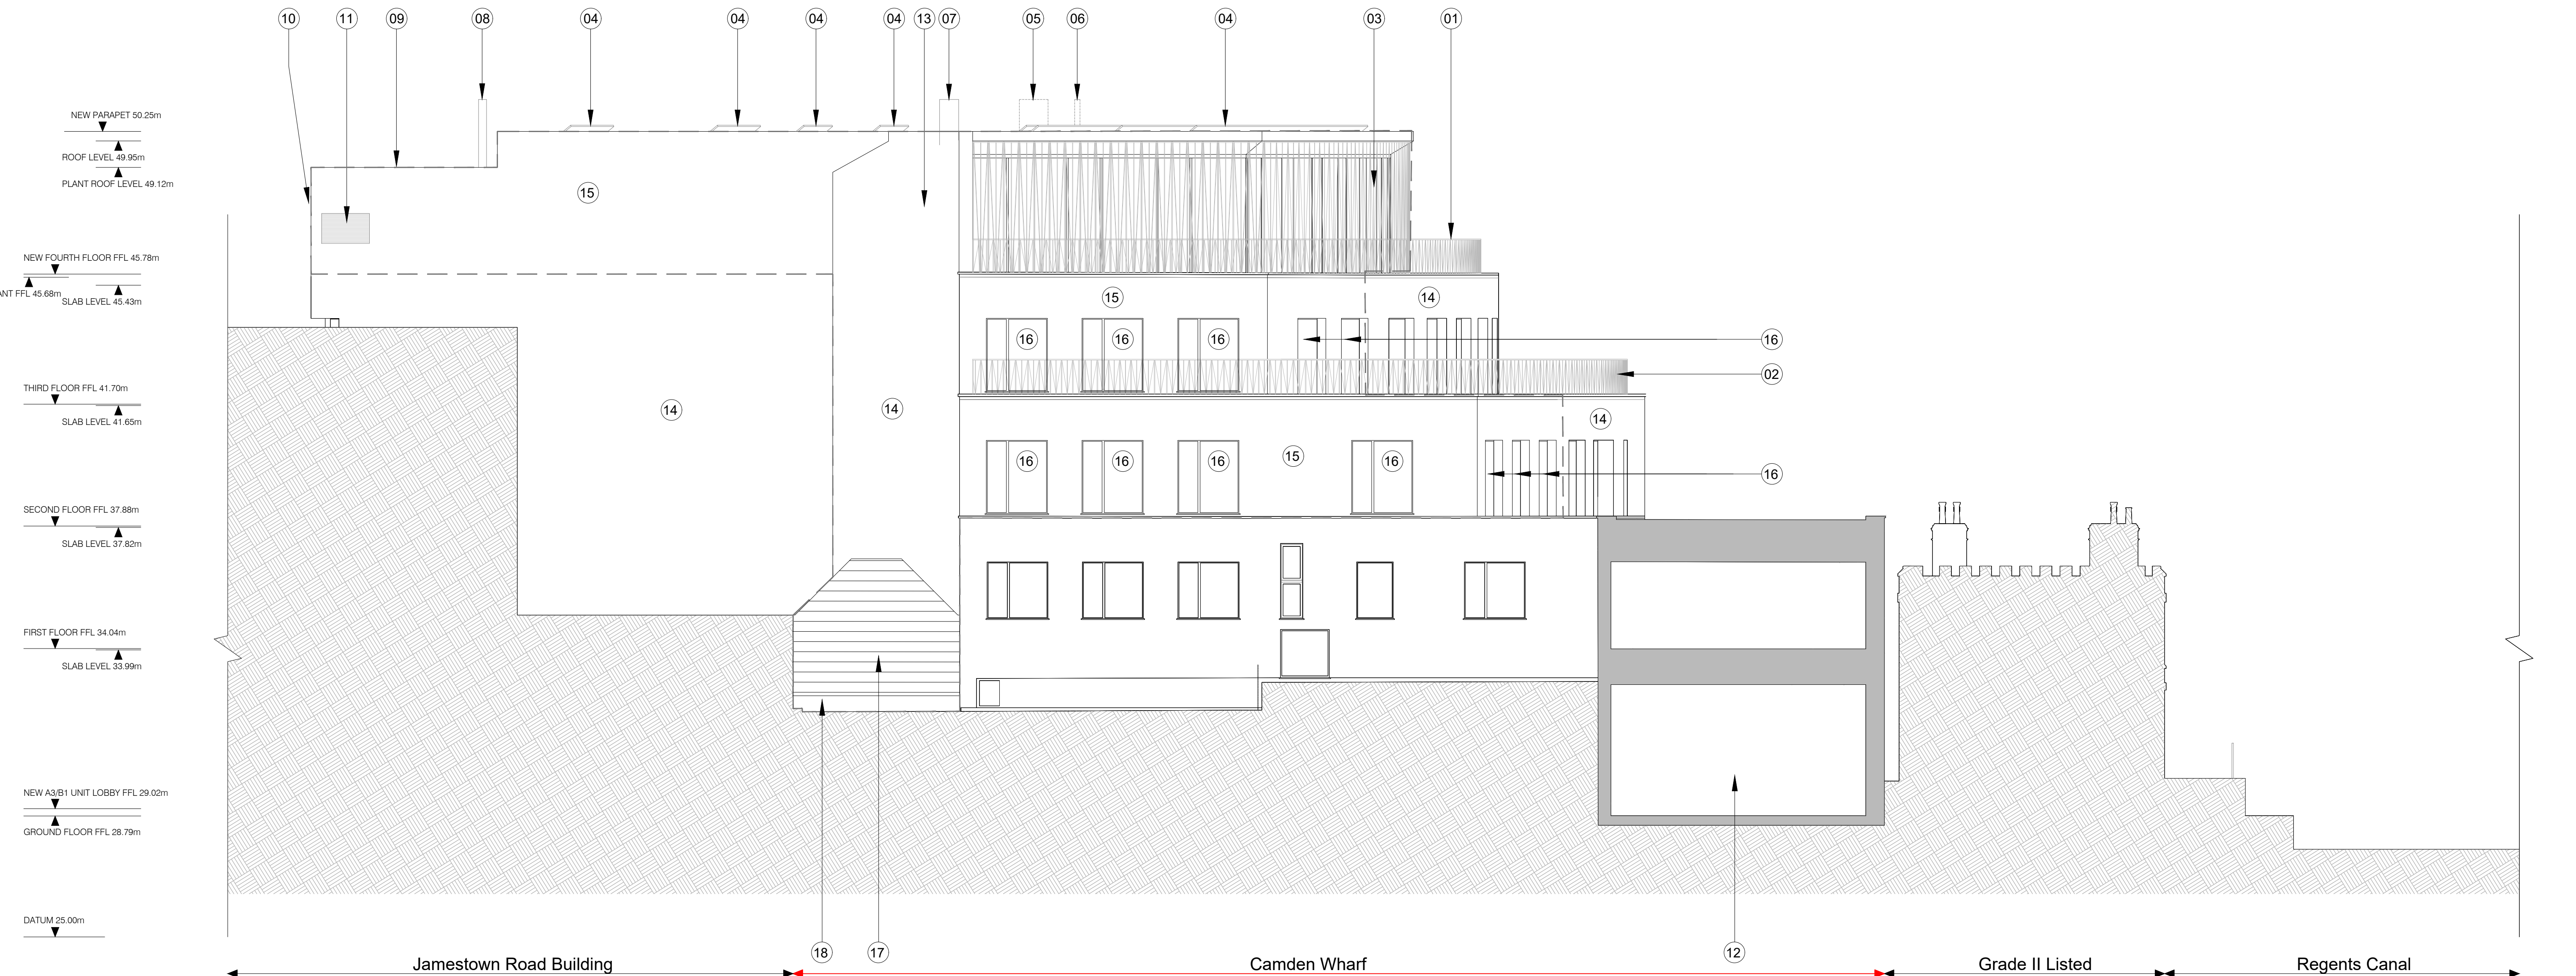 10 11 09 08 04 04 04 04 13 07 05 06 04 03 01
NEW PARAPET 50.25m
ROOF LEVEL 49.95m
PLANT ROOF LEVEL 49.12m
15
NEW FOURTH FLOOR FFL 45.78m
ANT FFL 45.68m
SLAB LEVEL 45.43m
15 14
16 16 16 16
02
THIRD FLOOR FFL 41.70m
SLAB LEVEL 41.65m
14 14 14
15
16 16 16 16 16
SECOND FLOOR FFL 37.88m
SLAB LEVEL 37.82m
FIRST FLOOR FFL 34.04m
SLAB LEVEL 33.99m
NEW A3/B1 UNIT LOBBY FFL 29.02m
GROUND FLOOR FFL 28.79m
DATUM 25.00m
18 17 12
Jamestown Road Building Camden Wharf Grade II Listed Regents Canal